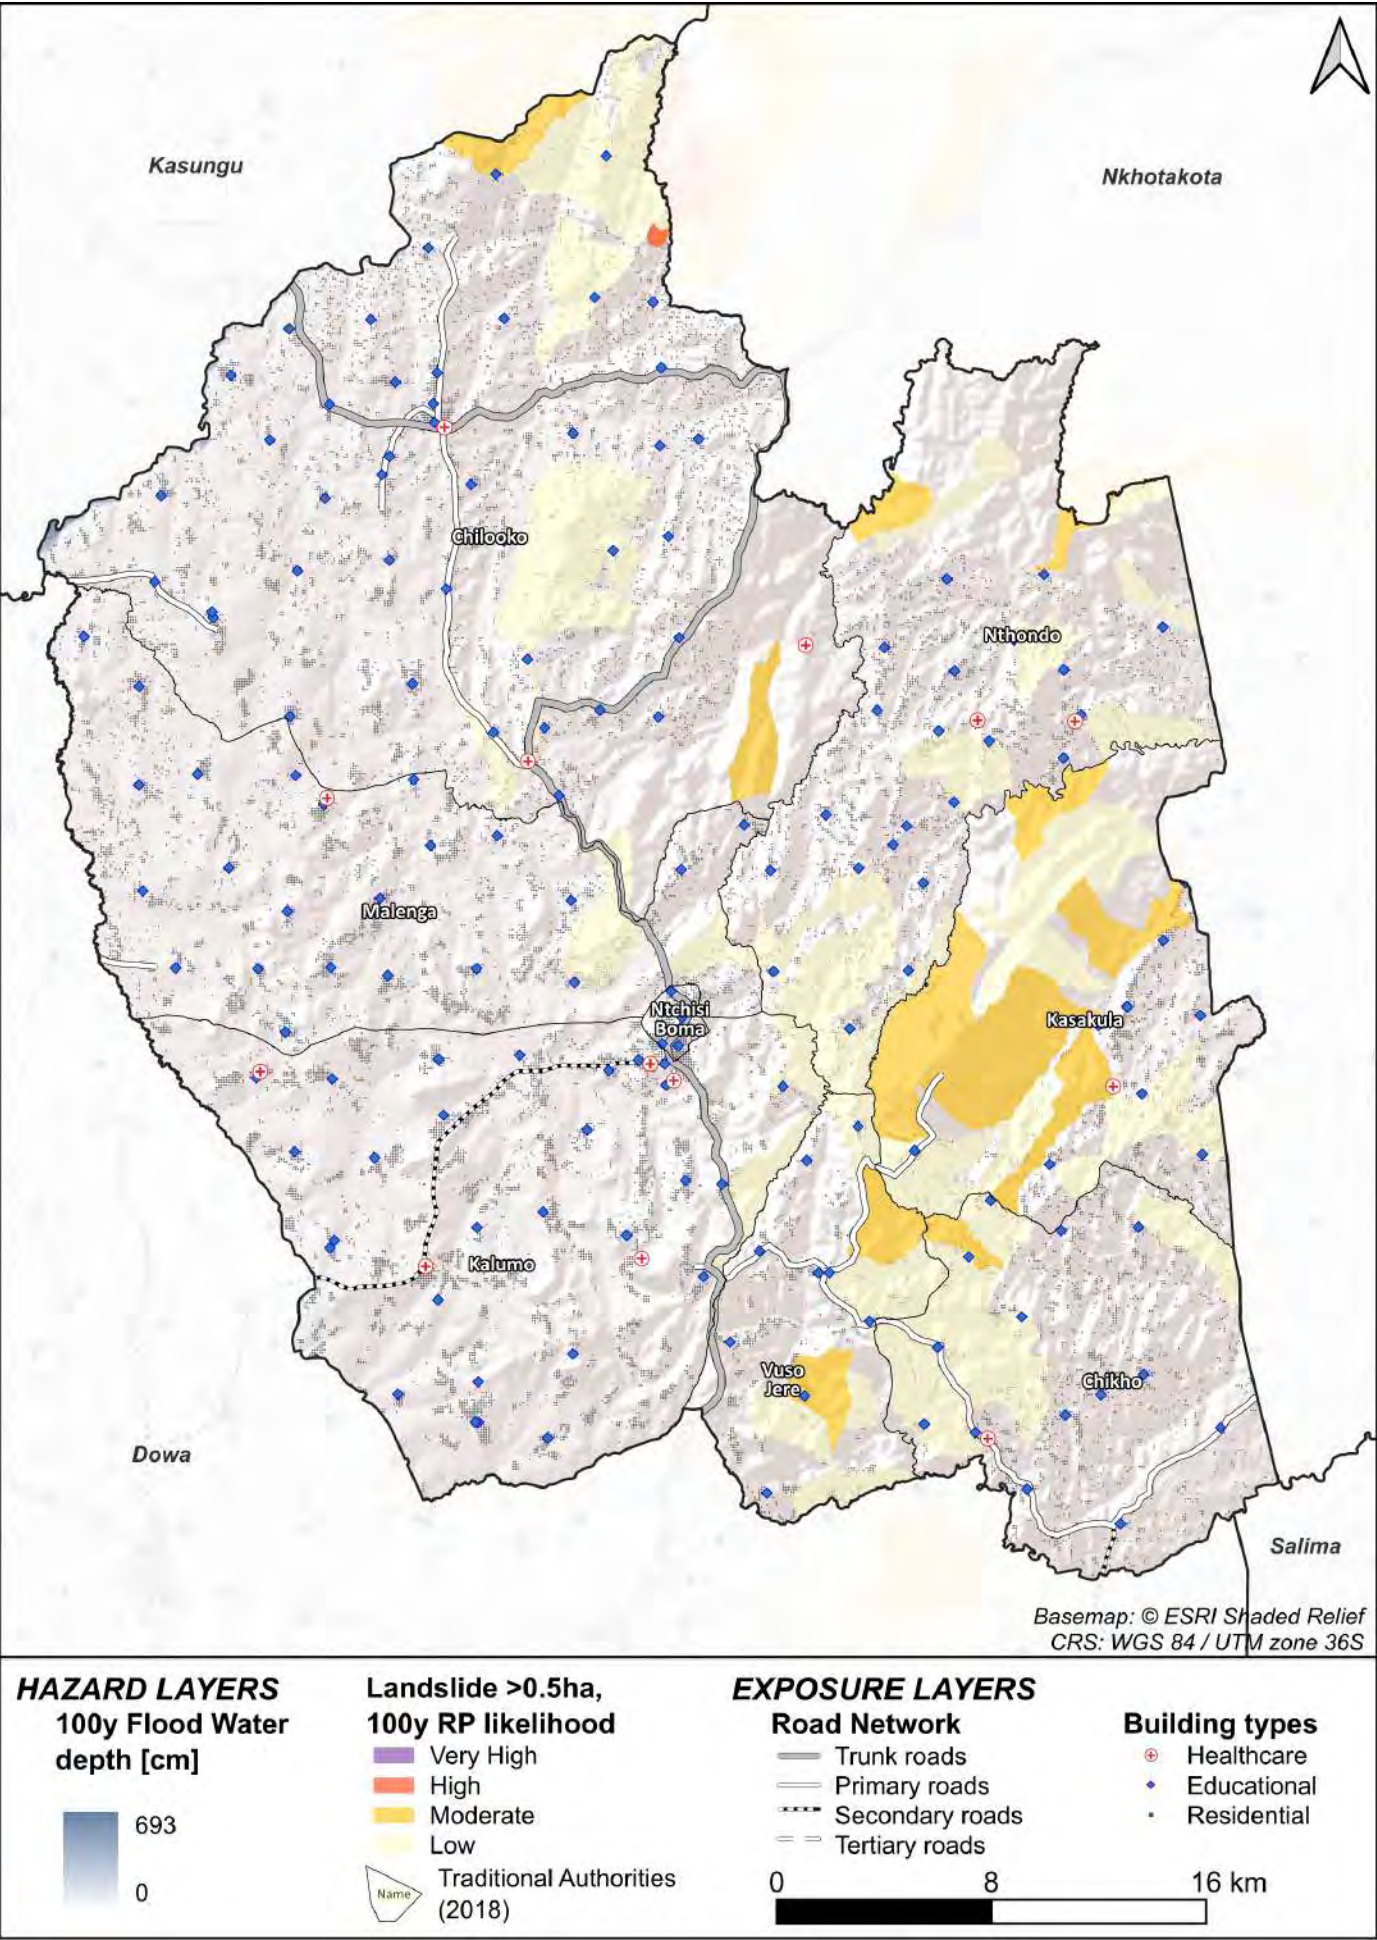 Kasungu
Nkhotakota
Chilooko
Nthondo
Malenga
Ntchisi
Boma
Kasakula
Kalumo
Vuso
Jere
Chikho
Dowa
Salima
Basemap: © ESRI Shaded Relief
CRS: WGS 84 / UTM zone 36S
HAZARD LAYERS
100y Flood Water
depth [cm]
693
0
Landslide >0.5ha,
100y RP likelihood
Very High
High
Moderate
Low
Name
Traditional Authorities
(2018)
EXPOSURE LAYERS
Road Network
Trunk roads
Primary roads
Secondary roads
Tertiary roads
Building types
Healthcare
Educational
Residential
0 8 16 km